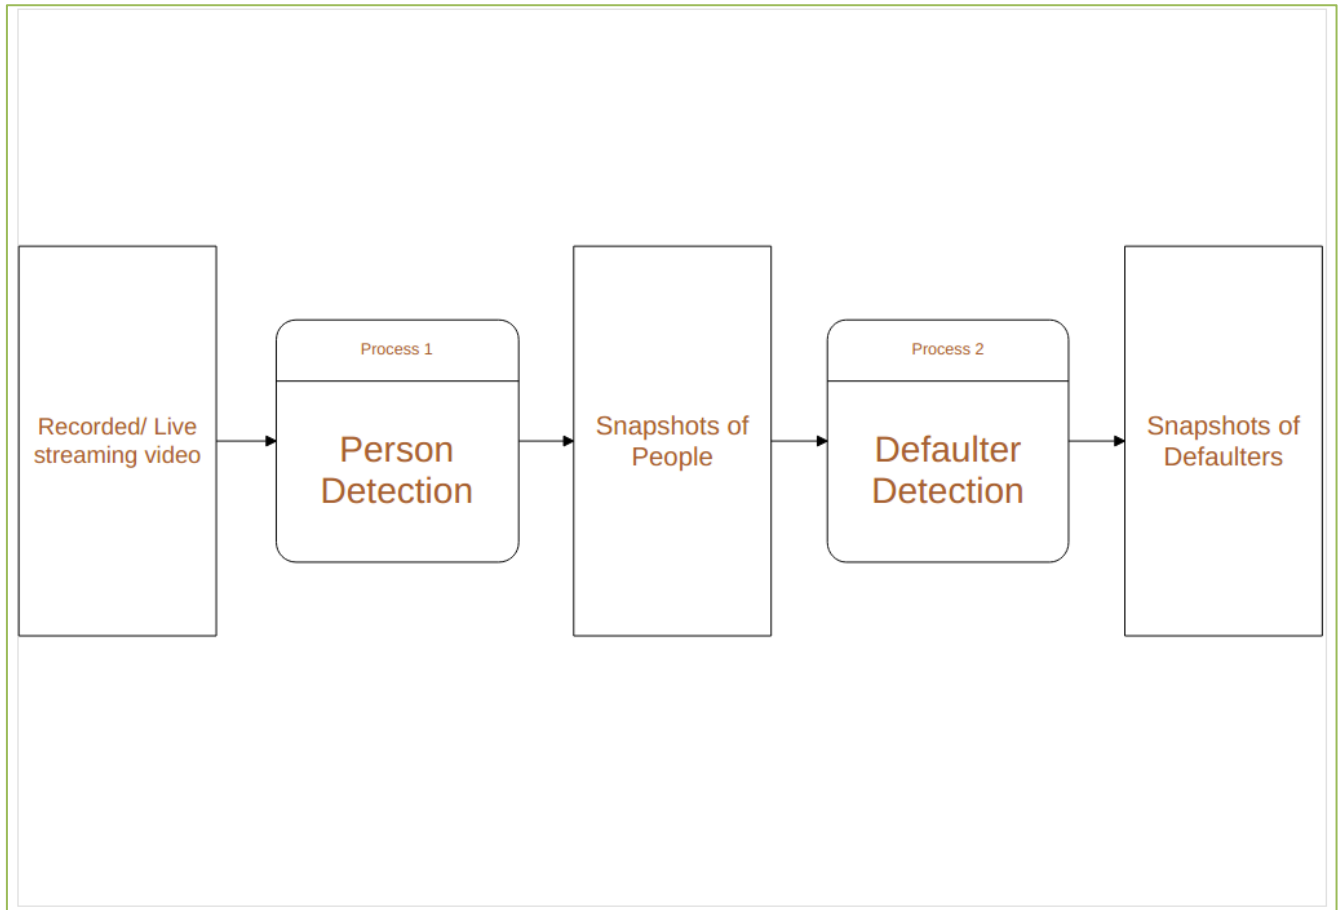 Recorded/ Live
streaming video
Process 1
Person
Detection
Snapshots of
People
Process 2
Defaulter
Detection
Snapshots of
Defaulters